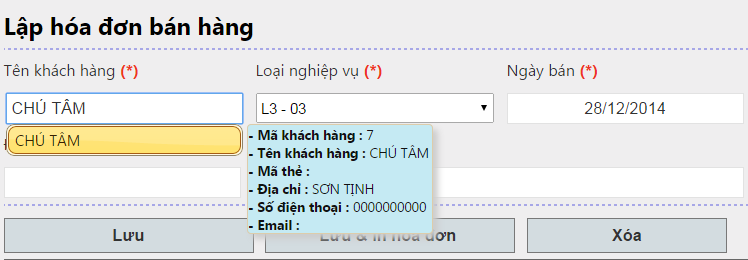 Lập hóa đơn bán hàng
Tên khách hàng (*)
Loại nghiệp vụ (*)
Ngày bán (*)
CHÚ TÂM
L3 - 03
28/12/2014
CHÚ TÂM
- Mã khách hàng : 7
- Tên khách hàng : CHÚ TÂM
- Mã thẻ :
- Địa chỉ : SƠN TỊNH
- Số điện thoại : 0000000000
- Email :
Lưu
Lưu & in hóa đơn
Xóa